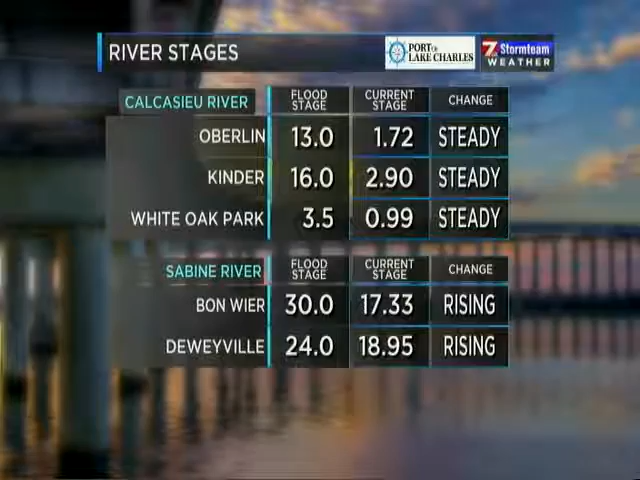 RIVER STAGES
PORT OF LAKE CHARLES
7 Stormteam
WEATHER
CALCASIEU RIVER FLOOD STAGE CURRENT STAGE CHANGE
OBERLIN 13.0 1.72 STEADY
KINDER 16.0 2.90 STEADY
WHITE OAK PARK 3.5 0.99 STEADY
SABINE RIVER FLOOD STAGE CURRENT STAGE CHANGE
BON WIER 30.0 17.33 RISING
DEWEYVILLE 24.0 18.95 RISING